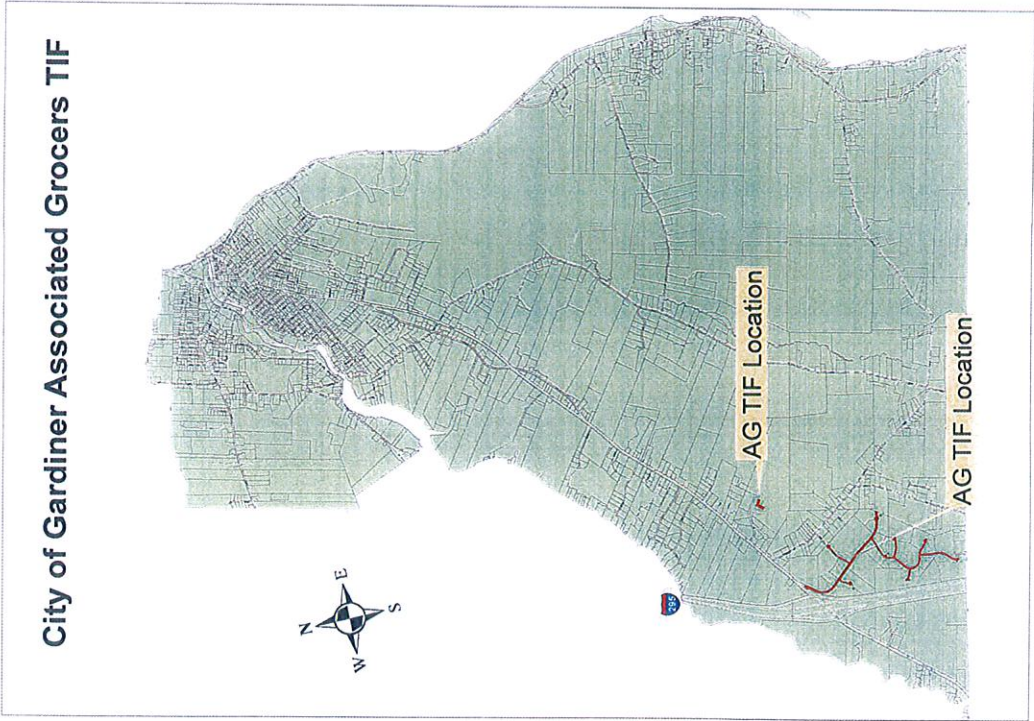 City of Gardiner Associated Grocers TIF
N
E
W
S
295
AG TIF Location
AG TIF Location